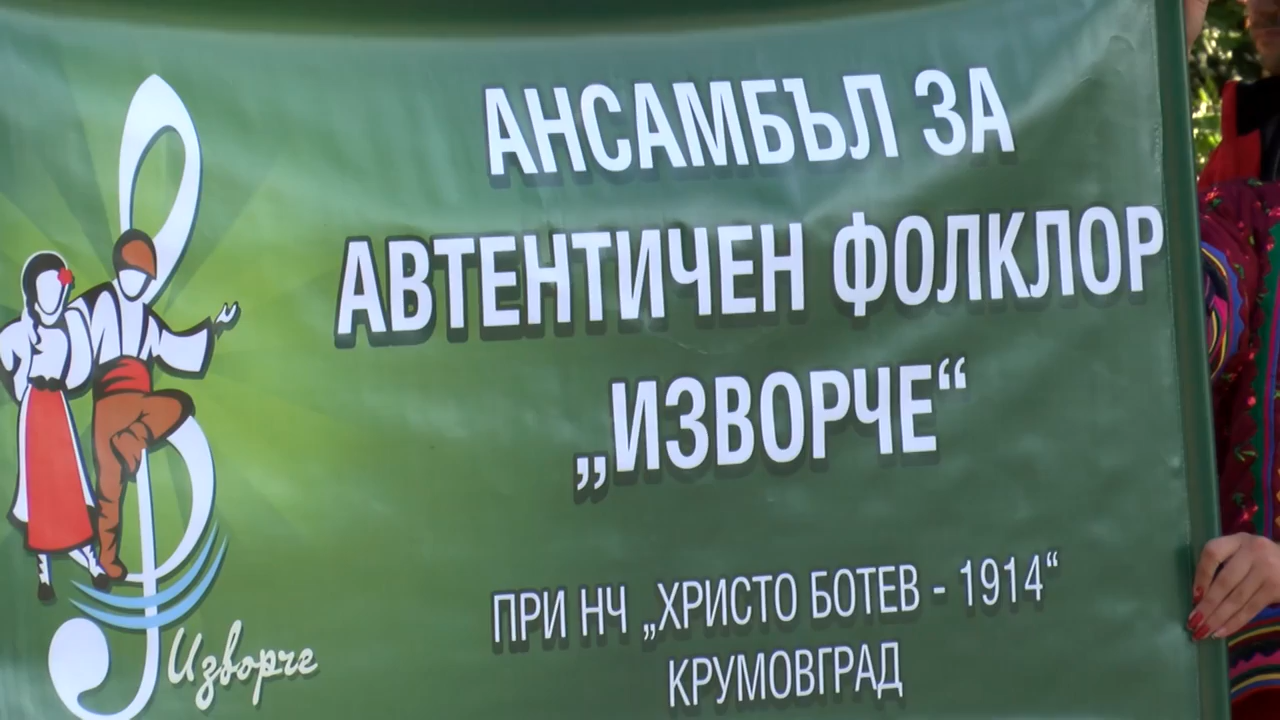 АНСАМБЪЛ ЗА
АВТЕНТИЧЕН ФОЛКЛОР
„ИЗВОРЧЕ“
ПРИ НЧ „ХРИСТО БОТЕВ - 1914“
КРУМОВГРАД
Изворче